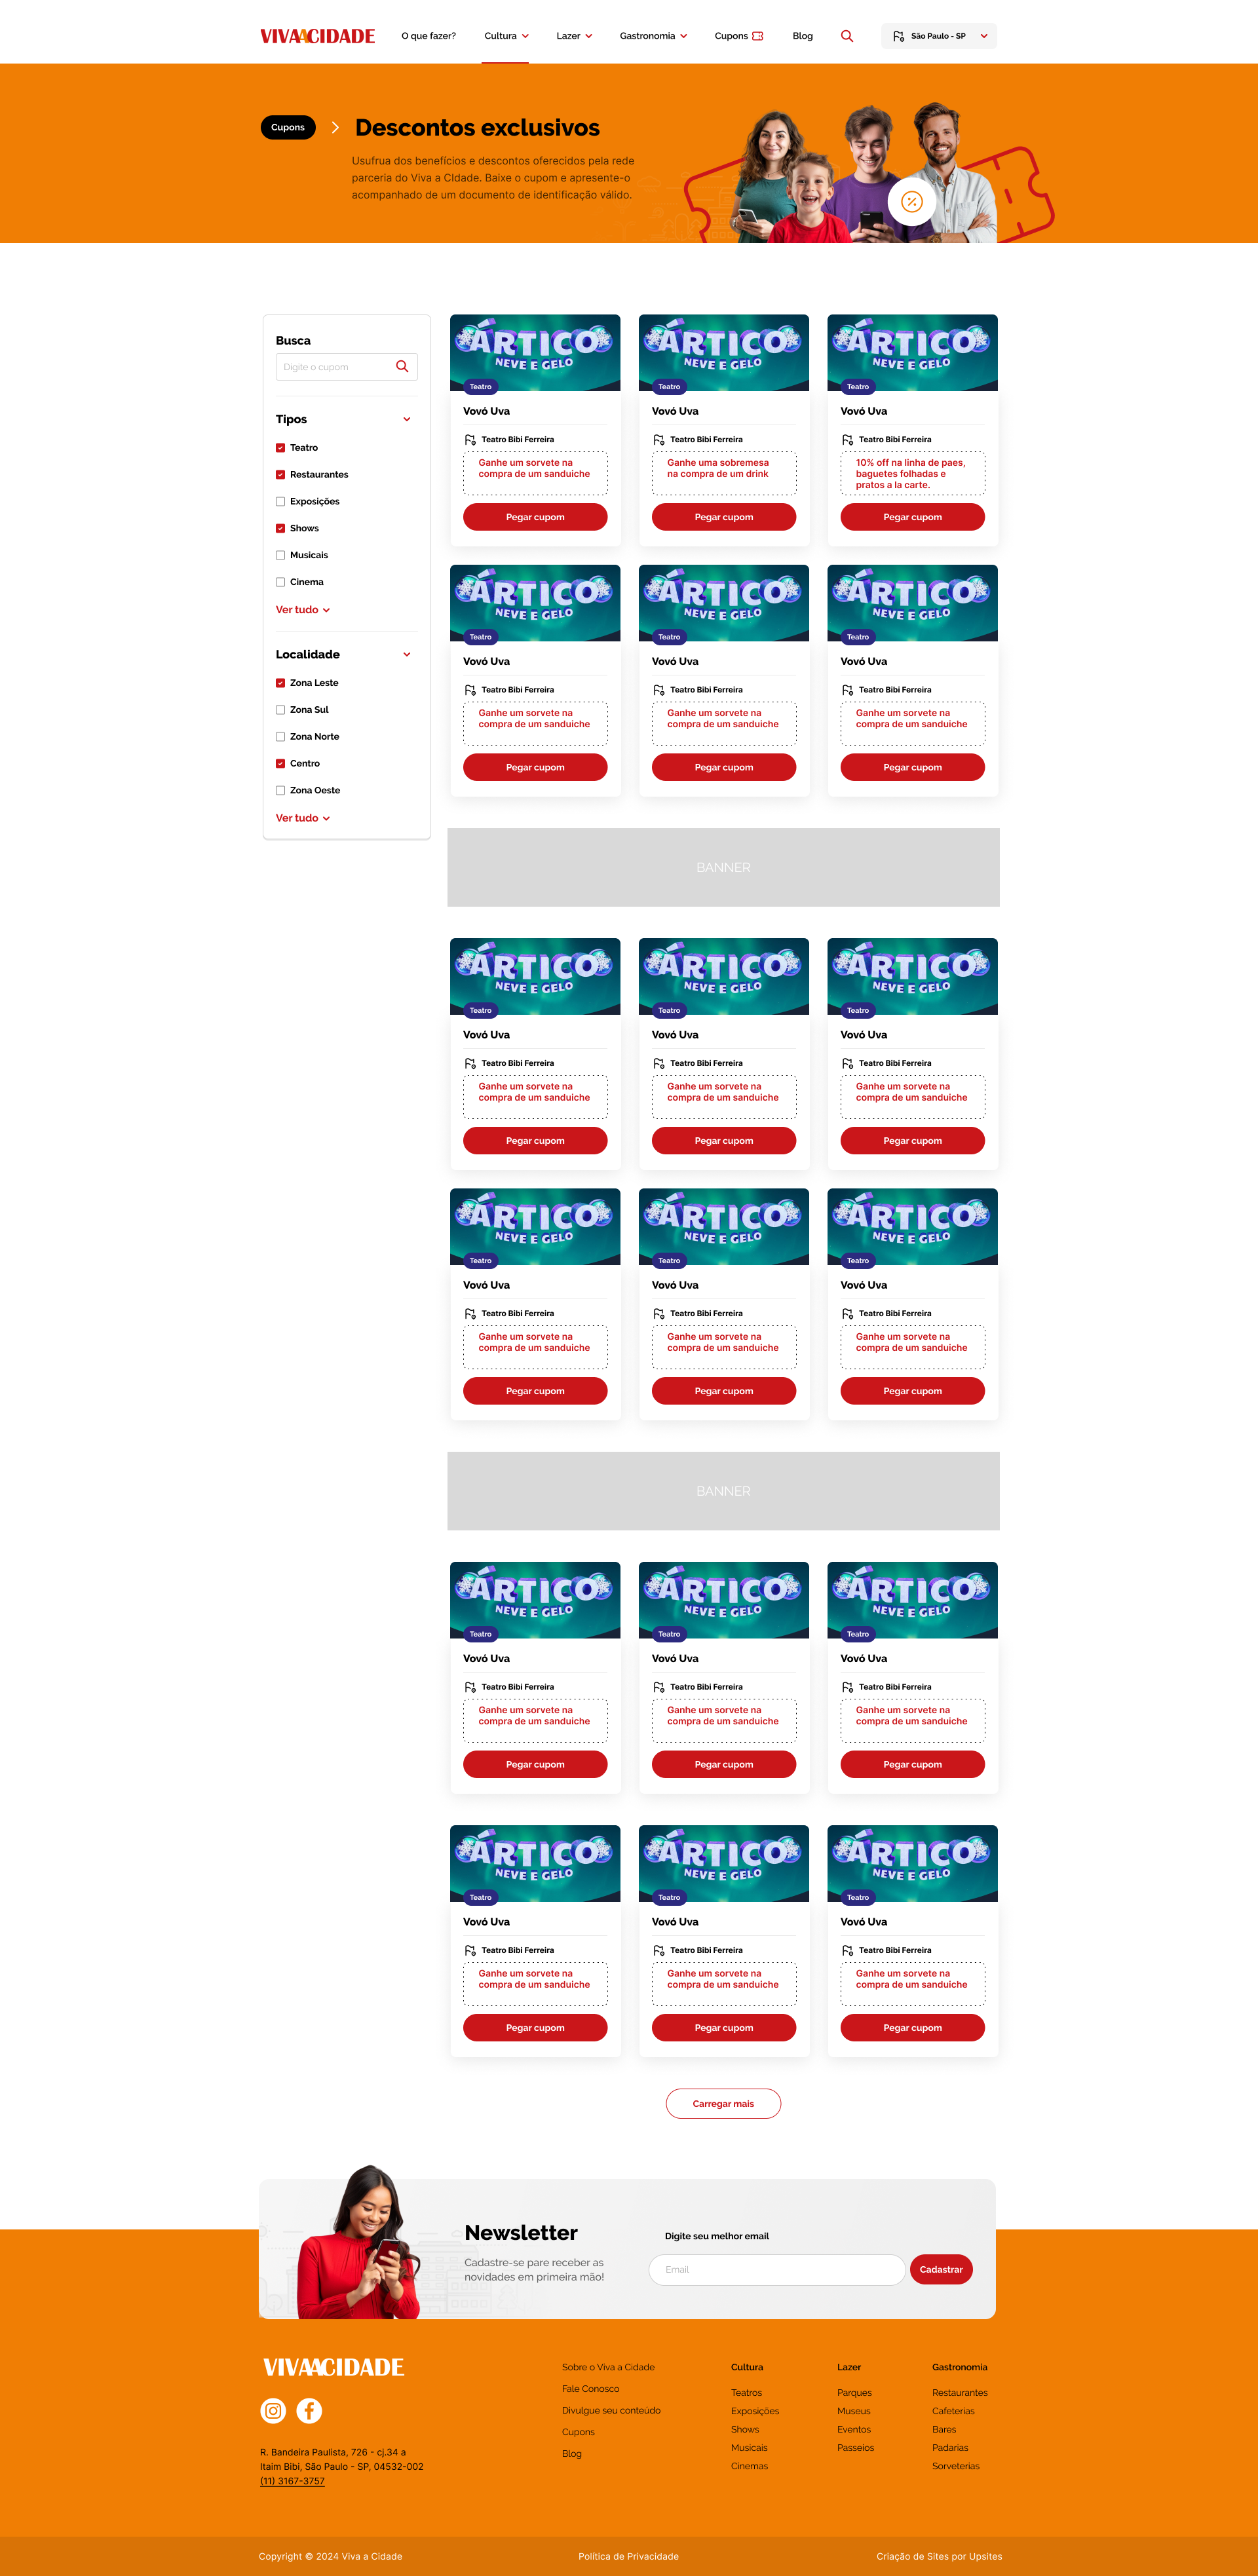 VIVAACIDADE
O que fazer?
Cultura
Lazer
Gastronomia
Cupons
Blog
São Paulo - SP
Cupons
Descontos exclusivos
Usufrua dos benefícios e descontos oferecidos pela rede
parceria do Viva a CIdade. Baixe o cupom e apresente-o
acompanhado de um documento de identificação válido.
Busca
Digite o cupom
Tipos
Teatro
Restaurantes
Exposições
Shows
Musicais
Cinema
Ver tudo
Localidade
Zona Leste
Zona Sul
Zona Norte
Centro
Zona Oeste
Ver tudo
ÁRTICO
NEVE E GELO
Teatro
Vovó Uva
Teatro Bibi Ferreira
Ganhe um sorvete na
compra de um sanduiche
Pegar cupom
ÁRTICO
NEVE E GELO
Teatro
Vovó Uva
Teatro Bibi Ferreira
Ganhe uma sobremesa
na compra de um drink
Pegar cupom
ÁRTICO
NEVE E GELO
Teatro
Vovó Uva
Teatro Bibi Ferreira
10% off na linha de paes,
baguetes folhadas e
pratos a la carte.
Pegar cupom
ÁRTICO
NEVE E GELO
Teatro
Vovó Uva
Teatro Bibi Ferreira
Ganhe um sorvete na
compra de um sanduiche
Pegar cupom
ÁRTICO
NEVE E GELO
Teatro
Vovó Uva
Teatro Bibi Ferreira
Ganhe um sorvete na
compra de um sanduiche
Pegar cupom
ÁRTICO
NEVE E GELO
Teatro
Vovó Uva
Teatro Bibi Ferreira
Ganhe um sorvete na
compra de um sanduiche
Pegar cupom
BANNER
ÁRTICO
NEVE E GELO
Teatro
Vovó Uva
Teatro Bibi Ferreira
Ganhe um sorvete na
compra de um sanduiche
Pegar cupom
ÁRTICO
NEVE E GELO
Teatro
Vovó Uva
Teatro Bibi Ferreira
Ganhe um sorvete na
compra de um sanduiche
Pegar cupom
ÁRTICO
NEVE E GELO
Teatro
Vovó Uva
Teatro Bibi Ferreira
Ganhe um sorvete na
compra de um sanduiche
Pegar cupom
ÁRTICO
NEVE E GELO
Teatro
Vovó Uva
Teatro Bibi Ferreira
Ganhe um sorvete na
compra de um sanduiche
Pegar cupom
ÁRTICO
NEVE E GELO
Teatro
Vovó Uva
Teatro Bibi Ferreira
Ganhe um sorvete na
compra de um sanduiche
Pegar cupom
ÁRTICO
NEVE E GELO
Teatro
Vovó Uva
Teatro Bibi Ferreira
Ganhe um sorvete na
compra de um sanduiche
Pegar cupom
BANNER
ÁRTICO
NEVE E GELO
Teatro
Vovó Uva
Teatro Bibi Ferreira
Ganhe um sorvete na
compra de um sanduiche
Pegar cupom
ÁRTICO
NEVE E GELO
Teatro
Vovó Uva
Teatro Bibi Ferreira
Ganhe um sorvete na
compra de um sanduiche
Pegar cupom
ÁRTICO
NEVE E GELO
Teatro
Vovó Uva
Teatro Bibi Ferreira
Ganhe um sorvete na
compra de um sanduiche
Pegar cupom
ÁRTICO
NEVE E GELO
Teatro
Vovó Uva
Teatro Bibi Ferreira
Ganhe um sorvete na
compra de um sanduiche
Pegar cupom
ÁRTICO
NEVE E GELO
Teatro
Vovó Uva
Teatro Bibi Ferreira
Ganhe um sorvete na
compra de um sanduiche
Pegar cupom
ÁRTICO
NEVE E GELO
Teatro
Vovó Uva
Teatro Bibi Ferreira
Ganhe um sorvete na
compra de um sanduiche
Pegar cupom
Carregar mais
Newsletter
Cadastre-se pare receber as
novidades em primeira mão!
Digite seu melhor email
Email
Cadastrar
VIVAACIDADE
R. Bandeira Paulista, 726 - cj.34 a
Itaim Bibi, São Paulo - SP, 04532-002
(11) 3167-3757
Sobre o Viva a Cidade
Fale Conosco
Divulgue seu conteúdo
Cupons
Blog
Cultura
Teatros
Exposições
Shows
Musicais
Cinemas
Lazer
Parques
Museus
Eventos
Passeios
Gastronomia
Restaurantes
Cafeterias
Bares
Padarias
Sorveterias
Copyright © 2024 Viva a Cidade
Política de Privacidade
Criação de Sites por Upsites